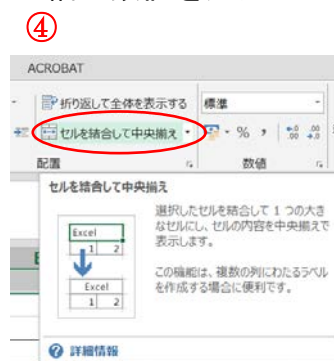 ④
ACROBAT
折り返して全体を表示する
標準
セルを結合して中央揃え
% ,
.0 .00
.00 .0
配置
数値
セルを結合して中央揃え
選択したセルを結合して 1 つの大き
なセルにし、セルの内容を中央揃えで
表示します。
この機能は、複数の列にわたるラベル
を作成する場合に便利です。
Excel
1 2
Excel
1 2
詳細情報